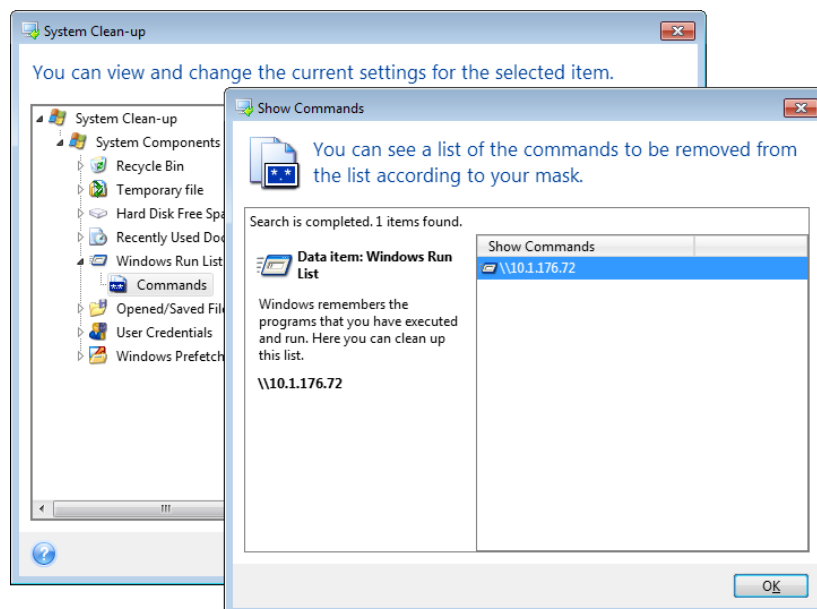 System Clean-up
You can view and change the current settings for the selected item.
System Clean-up
System Components
Recycle Bin
Temporary file
Hard Disk Free Spa
Recently Used Doc
Windows Run List
Commands
Opened/Saved File
User Credentials
Windows Prefetch
Show Commands
You can see a list of the commands to be removed from
the list according to your mask.
Search is completed. 1 items found.
Data item: Windows Run
List
Windows remembers the
programs that you have executed
and run. Here you can clean up
this list.
\\10.1.176.72
Show Commands
\\10.1.176.72
OK